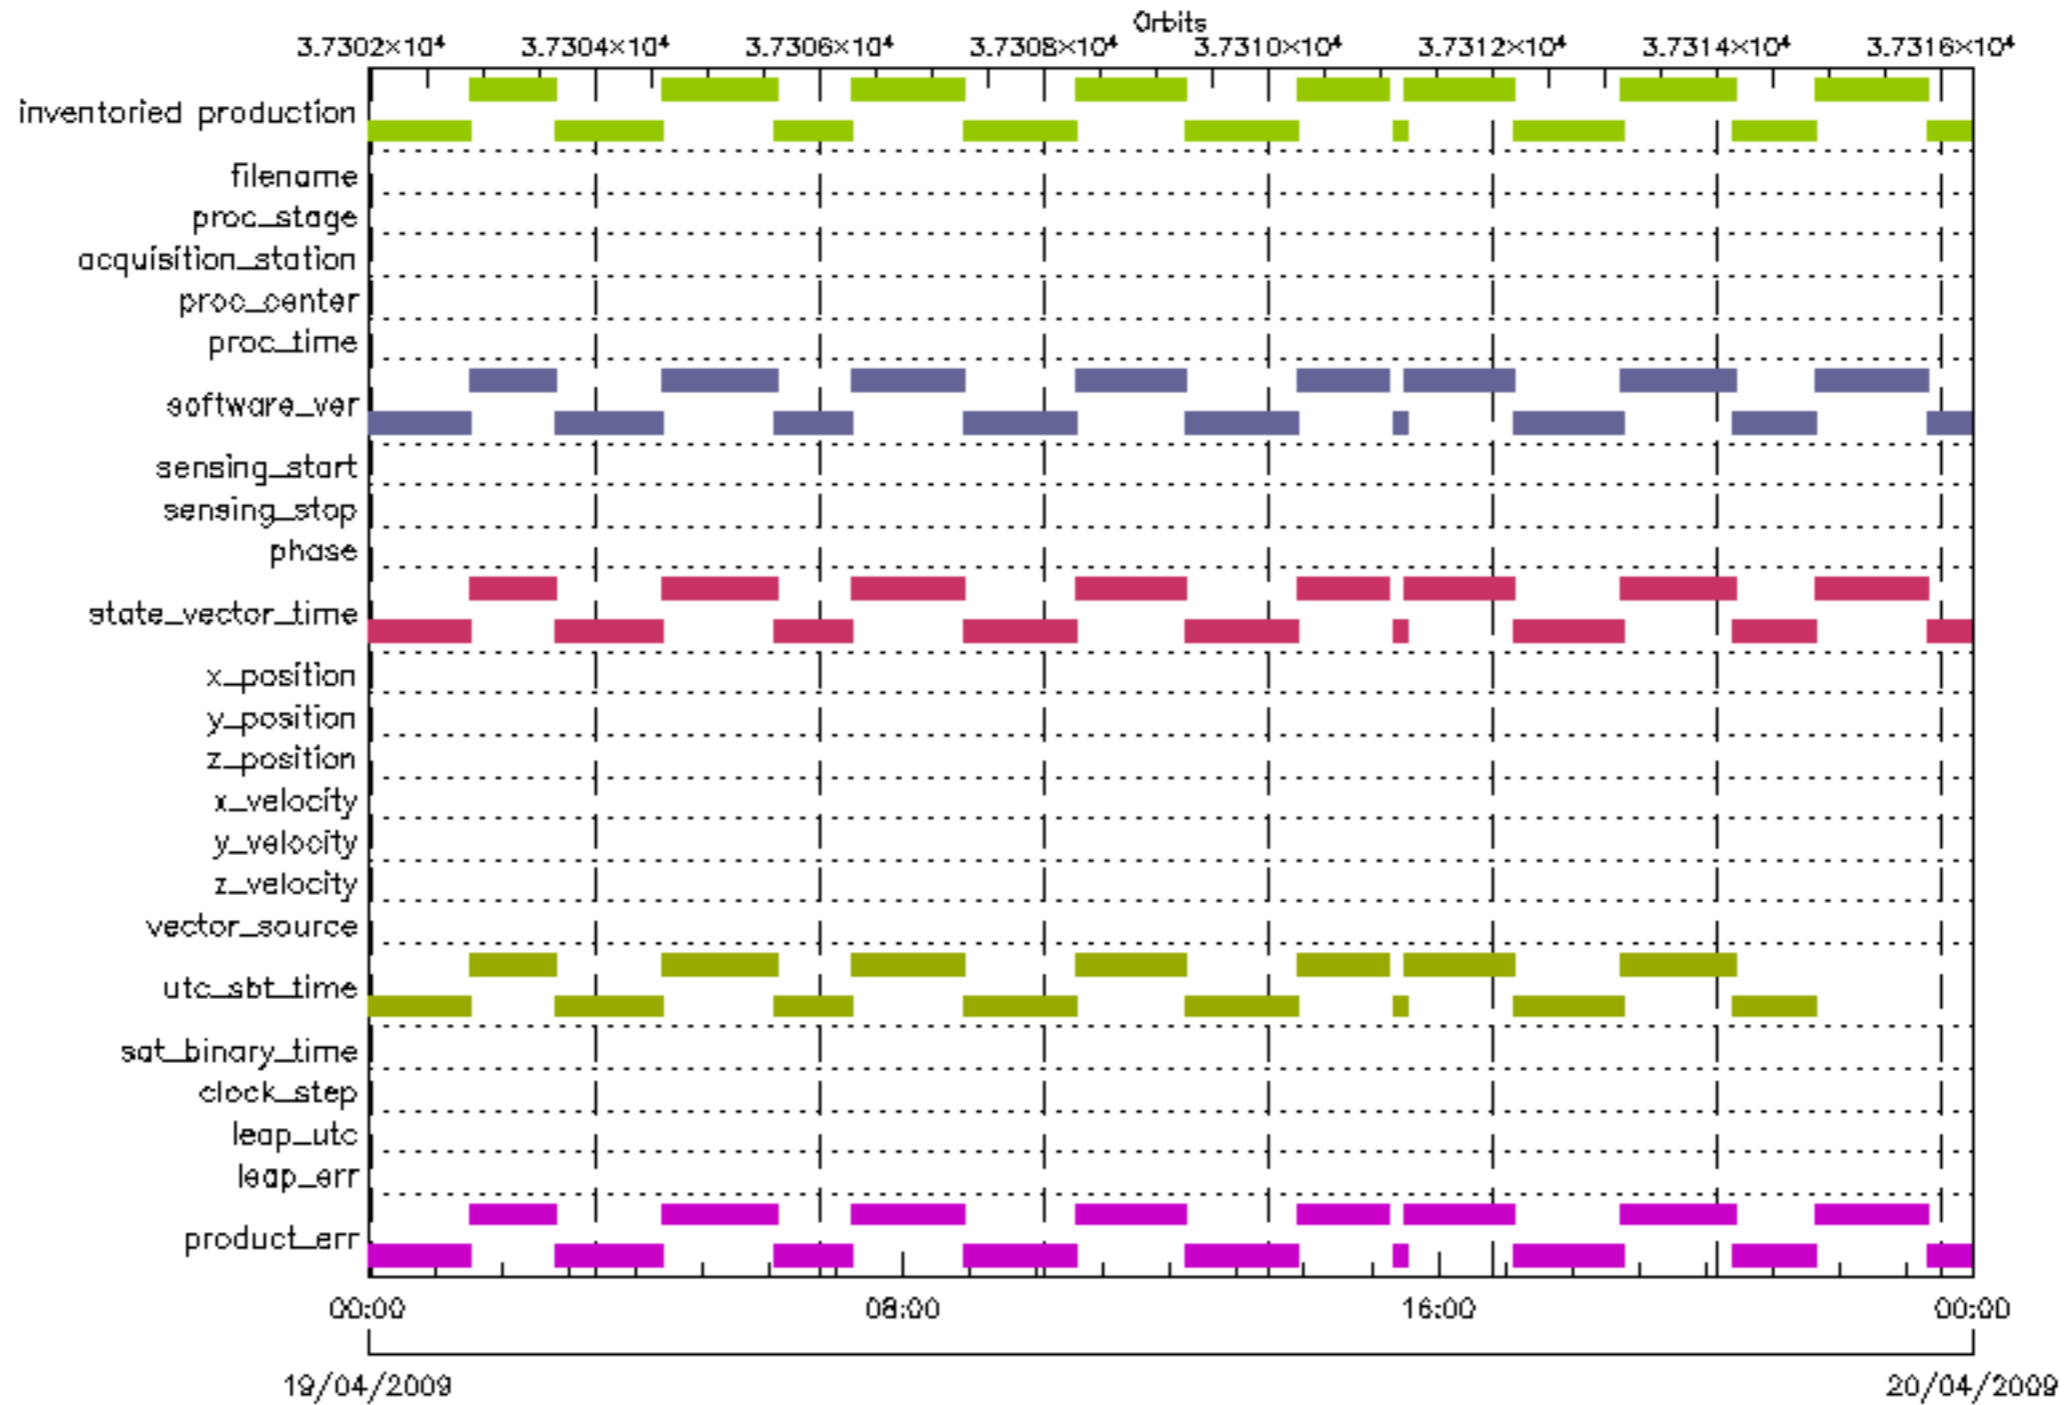 Orbits
3.7302×10⁴ 3.7304×10⁴ 3.7306×10⁴ 3.7308×10⁴ 3.7310×10⁴ 3.7312×10⁴ 3.7314×10⁴ 3.7316×10⁴
inventoried production
filename
proc_stage
acquisition_station
proc_center
proc_time
software_ver
sensing_start
sensing_stop
phase
state_vector_time
x_position
y_position
z_position
x_velocity
y_velocity
z_velocity
vector_source
utc_sbt_time
sat_binary_time
clock_step
leap_utc
leap_err
product_err
00:00 08:00 16:00 00:00
19/04/2009 20/04/2009